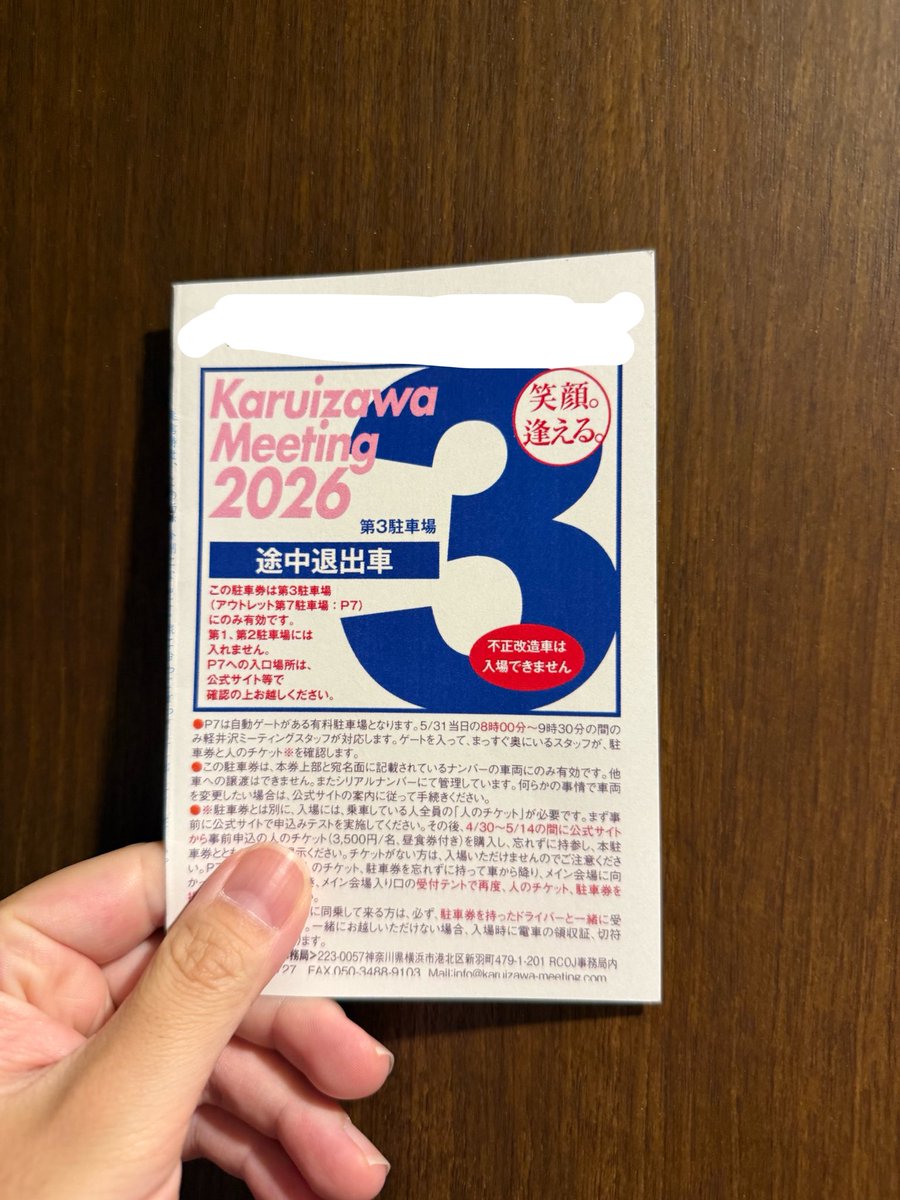 Karuizawa
Meeting
2026
笑顔。
逢える。
3
第3駐車場
途中退出車
この駐車券は第3駐車場
(アウトレット第7駐車場:P7)
にのみ有効です。
第1、第2駐車場には
入れません。
P7への入口場所は、
公式サイト等で
確認の上お越しください。
不正改造車は
入場できません
●P7は自動ゲートがある有料駐車場となります。5/31当日の8時00分〜9時30分の間の
み軽井沢ミーティングスタッフが対応します。ゲートを入って、まっすぐ奥にいるスタッフが、駐
車券と人のチケット※を確認します。
●この駐車券は、本券上部と宛名面に記載されているナンバーの車両にのみ有効です。他
車への譲渡はできません。またシリアルナンバーにて管理しています。何らかの事情で車両
を変更したい場合は、公式サイトの案内に従って手続きください。
●※駐車券とは別に、入場には、乗車している人全員の「人のチケット」が必要です。まず事
前に公式サイトで申込みテストを実施してください。その後、4/30〜5/14の間に公式サイト
から事前申込の人のチケット(3,500円/名、昼食券付き)を購入し、忘れずに持参し、本駐
車券とと
示ください。チケットがない方は、入場いただけませんのでご注意くださ
い。P
のチケット、駐車券を忘れずに持って車から降り、メイン会場に向
か
き、メイン会場入り口の受付テントで再度、人のチケット、駐車券を
に同乗して来る方は、必ず、駐車券を持ったドライバーと一緒に受
。一緒にお越しいただけない場合、入場時に電車の領収証、切符
ります。
務局>223-0057神奈川県横浜市港北区新羽町479-1-201 RCOJ事務局内
27 FAX.050-3488-9103 Mail:info@karuizawa-meeting.com